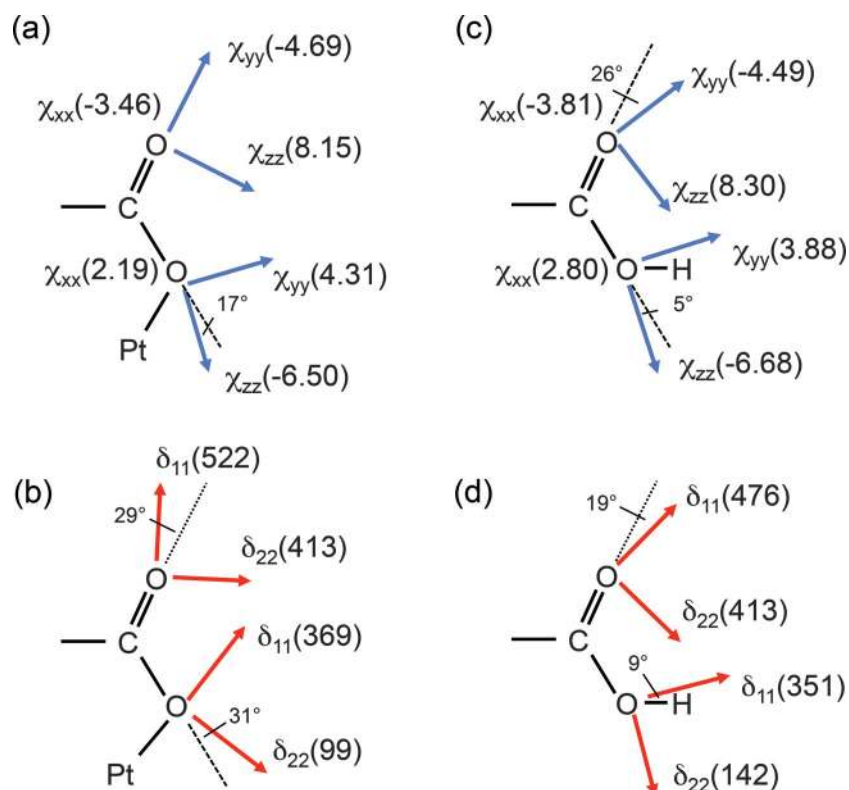 (a)
χyy(-4.69)
χxx(-3.46)
O
χzz(8.15)
C
χxx(2.19)
O
χyy(4.31)
17°
Pt
χzz(-6.50)
(c)
26°
χyy(-4.49)
χxx(-3.81)
O
χzz(8.30)
C
χyy(3.88)
χxx(2.80)
O
H
5°
χzz(-6.68)
(b)
δ11(522)
29°
δ22(413)
O
δ11(369)
C
O
31°
δ22(99)
Pt
(d)
19°
δ11(476)
O
δ22(413)
C
9°
δ11(351)
O
H
δ22(142)